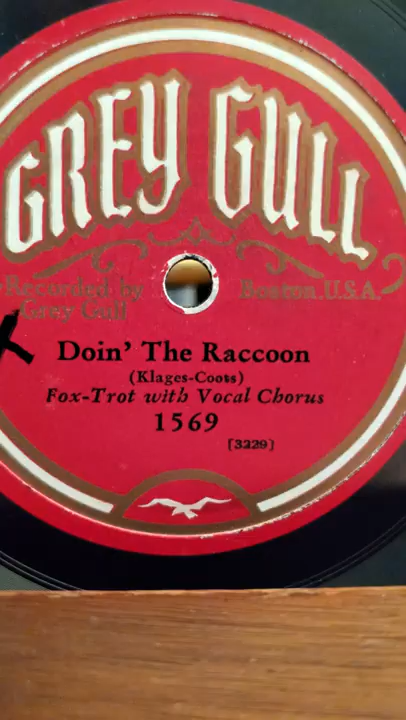 GREY GULL
Recorded by
Grey Gull
Boston U.S.A.
X
Doin' The Raccoon
(Klages-Coots)
Fox-Trot with Vocal Chorus
1569
[3229]